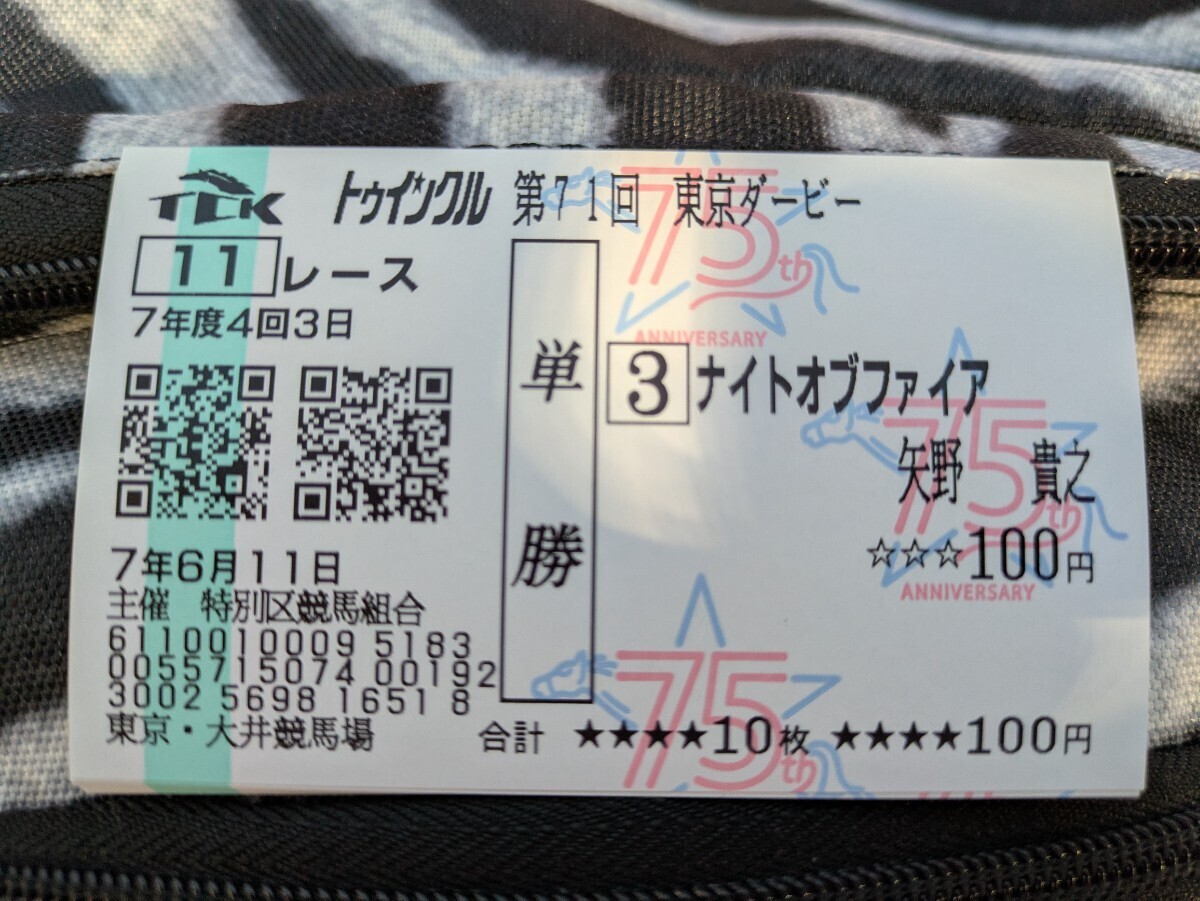 TCK トゥインクル 第71回 東京ダービー
11レース
7年度4回3日
単勝
3 ナイトオブファイア
矢野 貴之
☆☆☆100円
7年6月11日
主催 特別区競馬組合
6110010009 5183
0055715074 00192
3002 5698 1651 8
東京・大井競馬場
合計 ★★★★10枚 ★★★★100円
75th
ANNIVERSARY
75th
ANNIVERSARY
75th